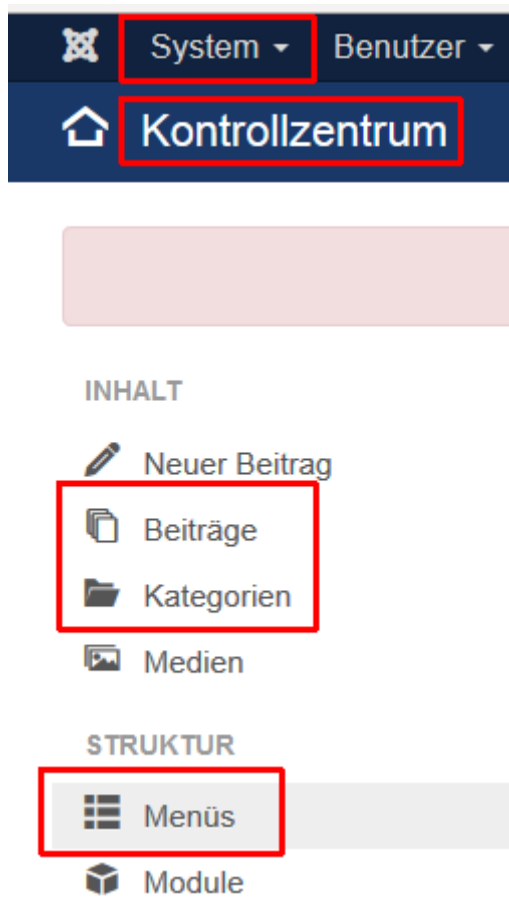 System Benutzer
Kontrollzentrum
INHALT
Neuer Beitrag
Beiträge
Kategorien
Medien
STRUKTUR
Menüs
Module